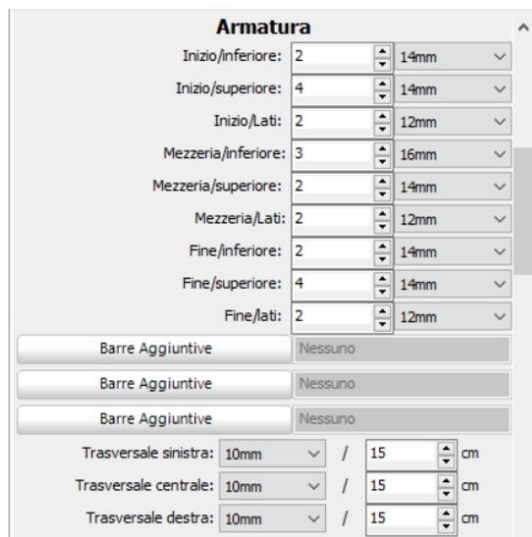 Armatura
Inizio/inferiore: 2 14mm
Inizio/superiore: 4 14mm
Inizio/Lati: 2 12mm
Mezzeria/inferiore: 3 16mm
Mezzeria/superiore: 2 14mm
Mezzeria/Lati: 2 12mm
Fine/inferiore: 2 14mm
Fine/superiore: 4 14mm
Fine/lati: 2 12mm
Barre Aggiuntive Nessuno
Barre Aggiuntive Nessuno
Barre Aggiuntive Nessuno
Trasversale sinistra: 10mm / 15 cm
Trasversale centrale: 10mm / 15 cm
Trasversale destra: 10mm / 15 cm